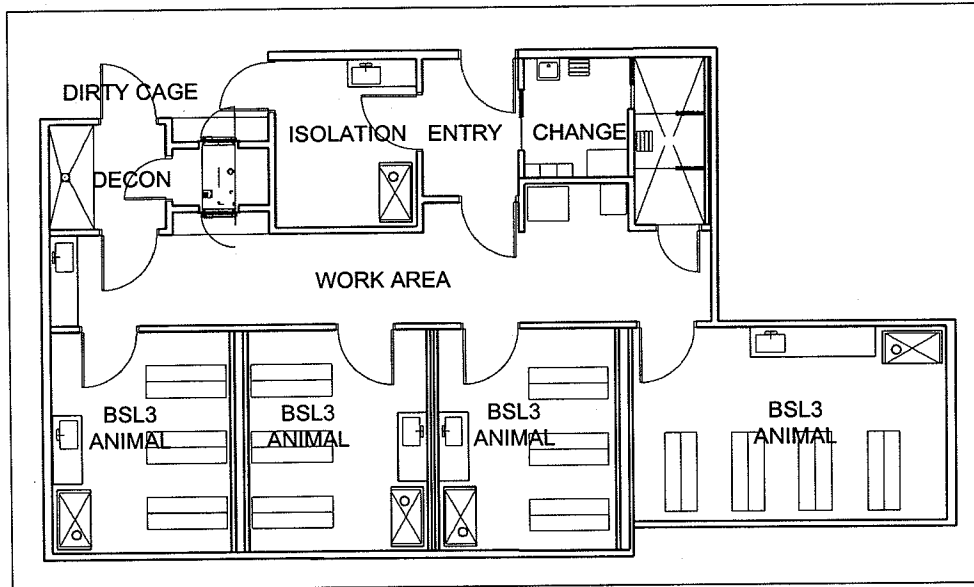 DIRTY CAGE
ISOLATION
ENTRY
CHANGE
DECON
WORK AREA
BSL3
ANIMAL
BSL3
ANIMAL
BSL3
ANIMAL
BSL3
ANIMAL